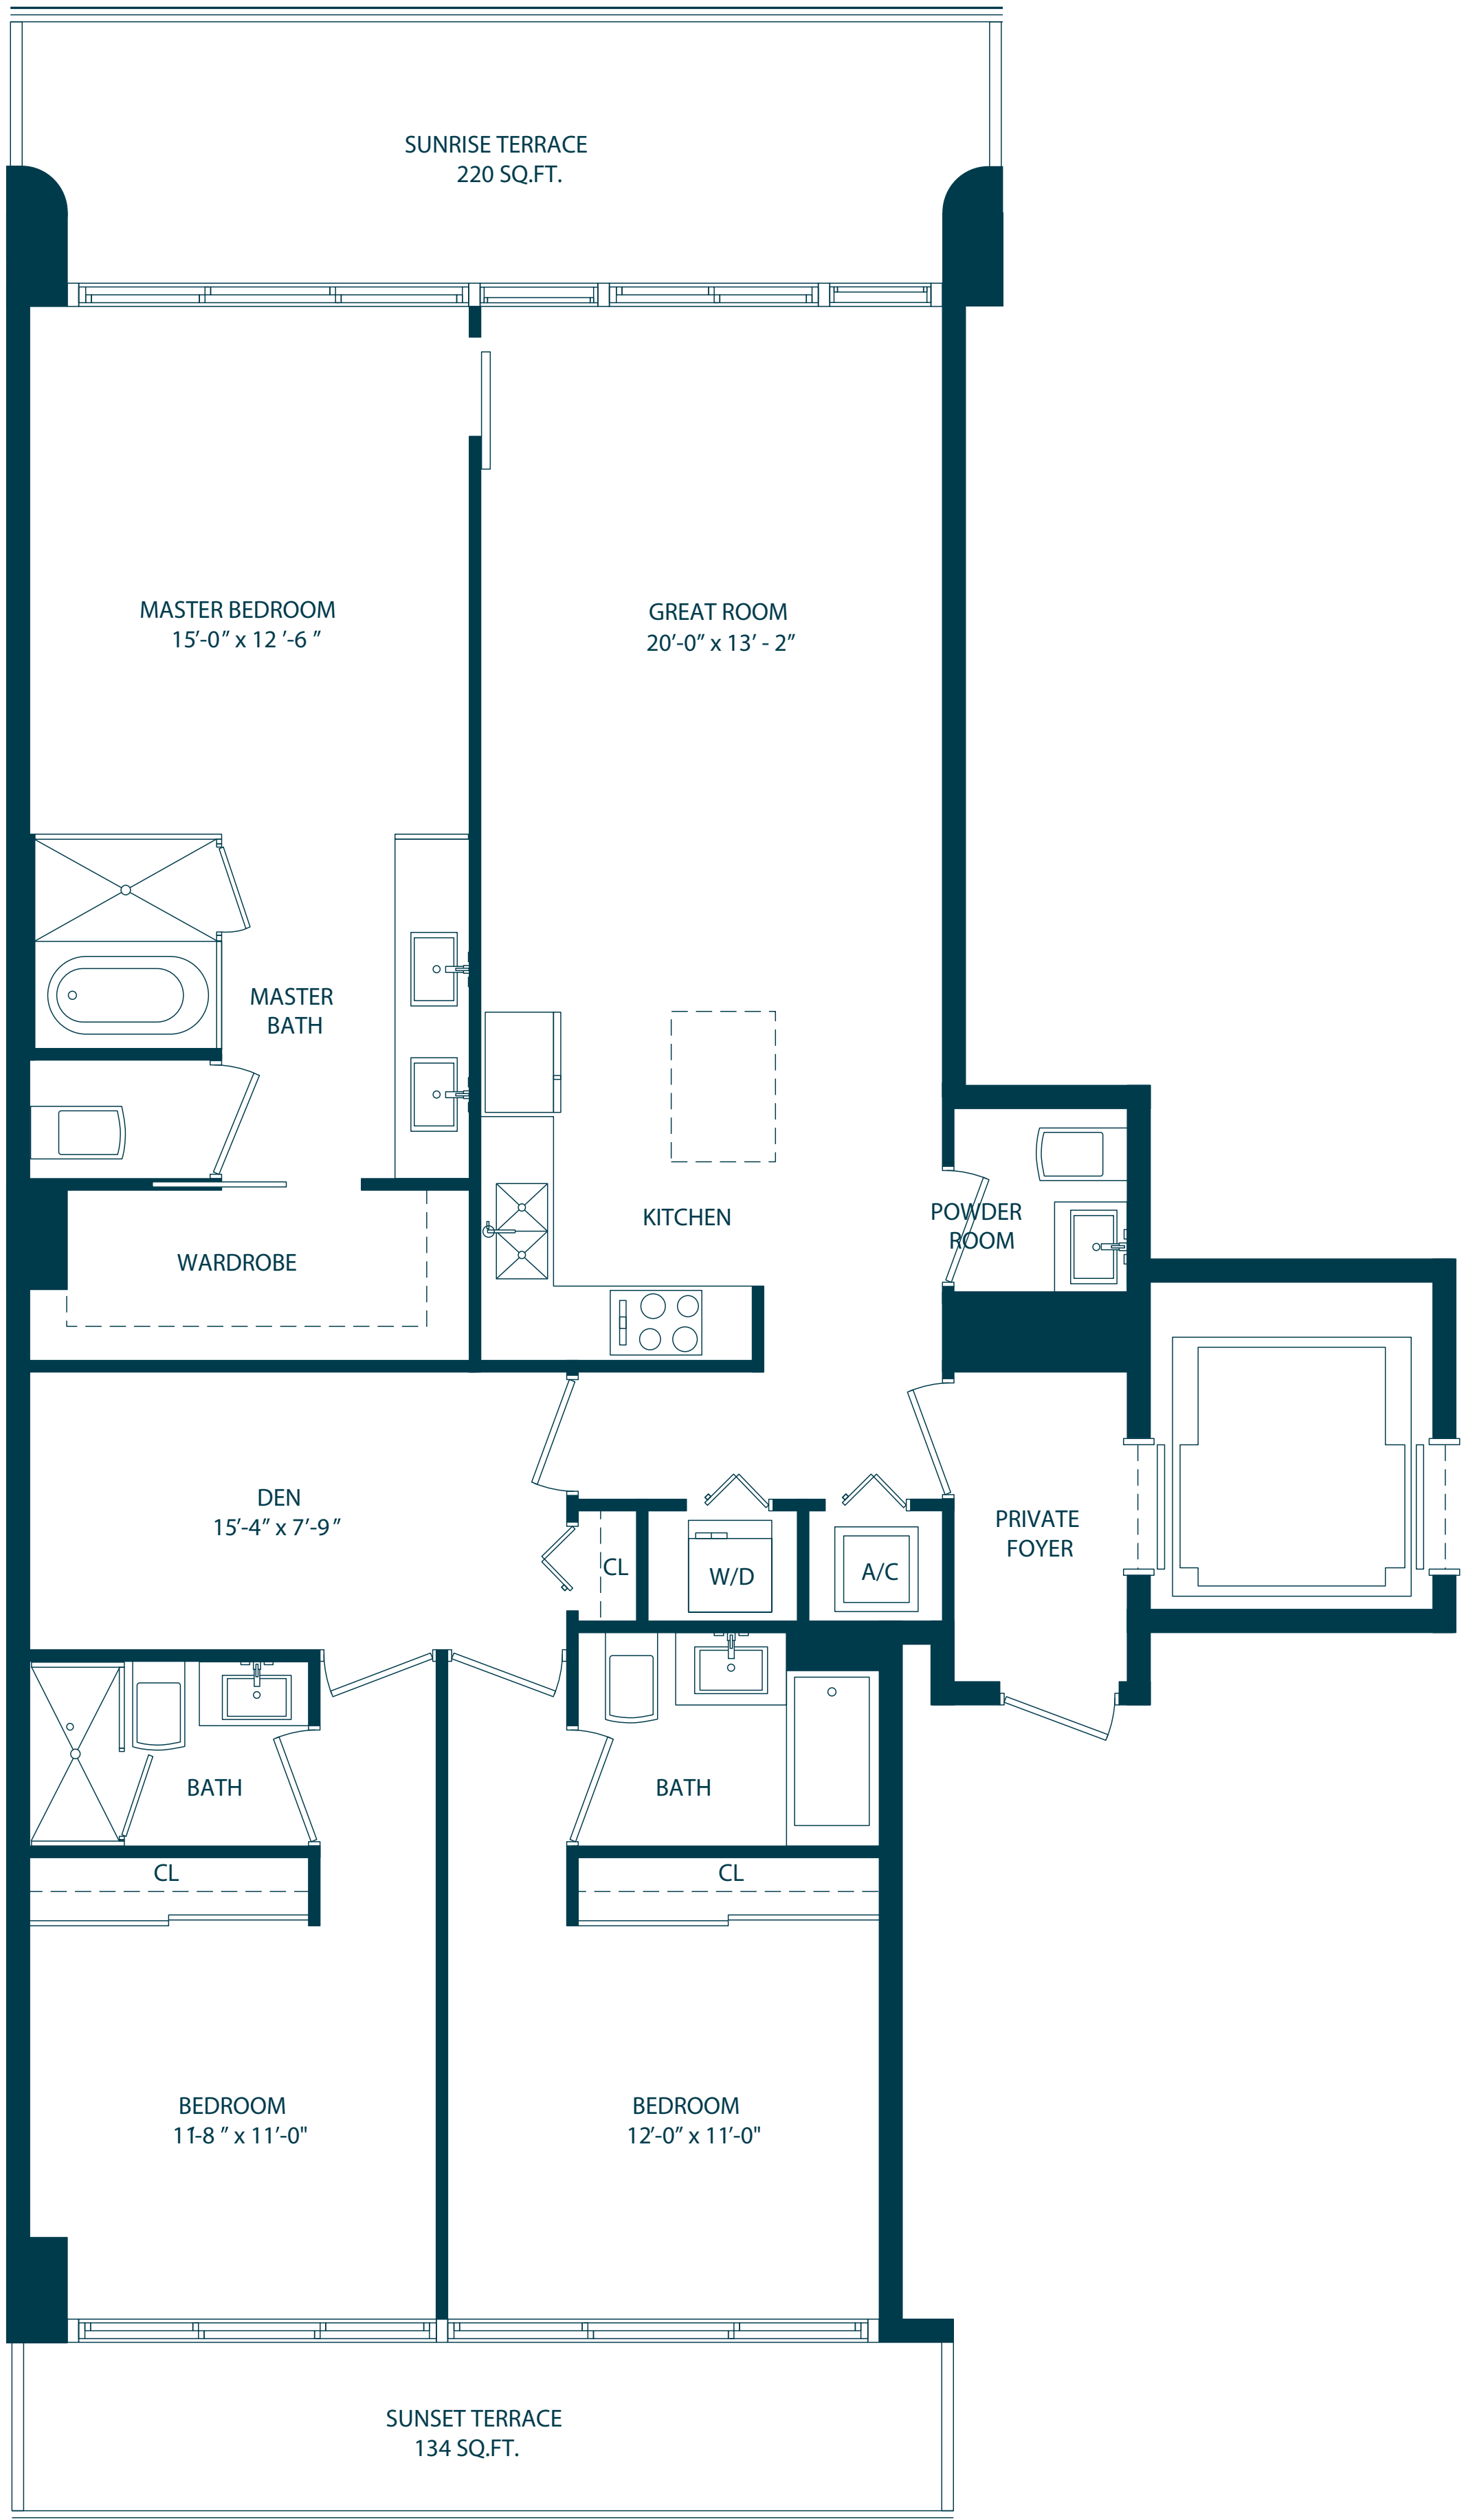 SUNRISE TERRACE
220 SQ.FT.
MASTER BEDROOM
15’-0” x 12 ’-6 ”
GREAT ROOM
20’-0” x 13’ - 2”
MASTER
BATH
KITCHEN
POWDER
ROOM
WARDROBE
DEN
15’-4” x 7’-9”
PRIVATE
FOYER
CL
W/D
A/C
BATH
BATH
CL
CL
BEDROOM
11’-8 ” x 11’-0"
BEDROOM
12’-0” x 11’-0"
SUNSET TERRACE
134 SQ.FT.